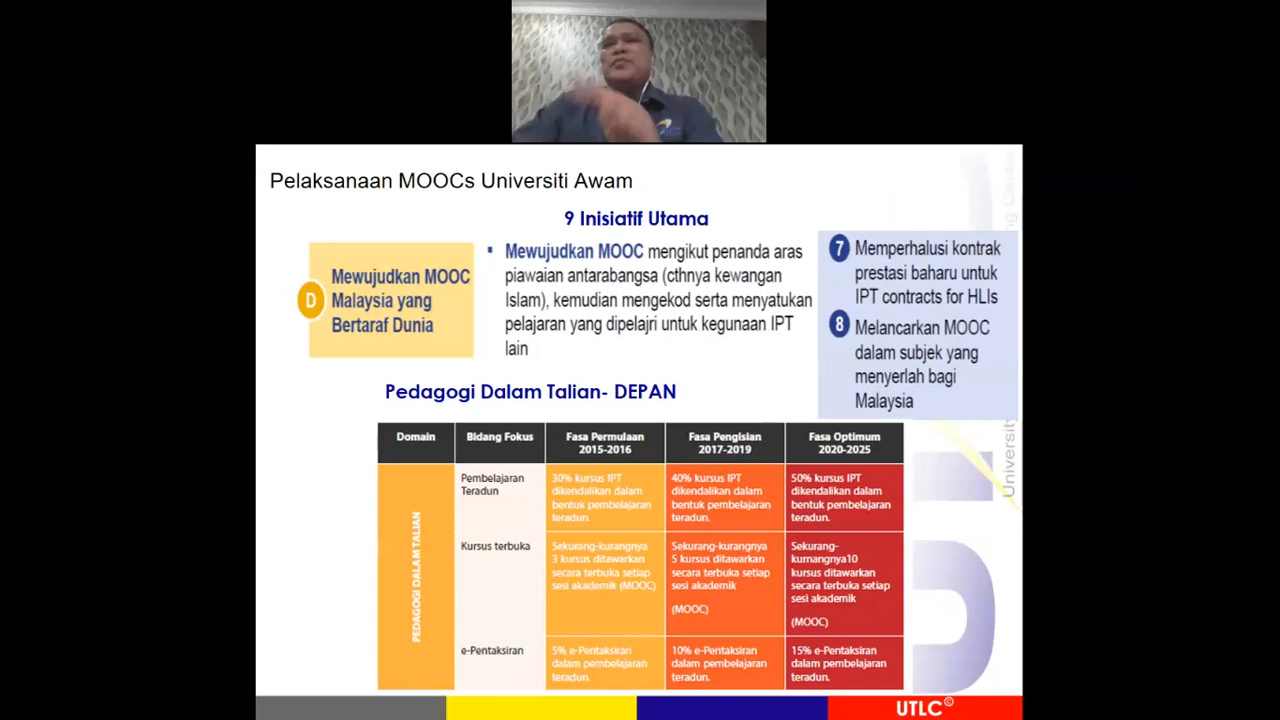 Pelaksanaan MOOCs Universiti Awam
9 Inisiatif Utama
D
Mewujudkan MOOC
Malaysia yang
Bertaraf Dunia
▪ Mewujudkan MOOC mengikut penanda aras
piawaian antarabangsa (cthnya kewangan
Islam), kemudian mengekod serta menyatukan
pelajaran yang dipelajri untuk kegunaan IPT
lain
7 Memperhalusi kontrak
prestasi baharu untuk
IPT contracts for HLIs
8 Melancarkan MOOC
dalam subjek yang
menyerlah bagi
Malaysia
Pedagogi Dalam Talian- DEPAN
Domain
Bidang Fokus
Fasa Permulaan
2015-2016
Fasa Pengisian
2017-2019
Fasa Optimum
2020-2025
PEDAGOGI DALAM TALIAN
Pembelajaran
Teradun
30% kursus IPT
dikendalikan dalam
bentuk pembelajaran
teradun.
40% kursus IPT
dikendalikan dalam
bentuk pembelajaran
teradun.
50% kursus IPT
dikendalikan dalam
bentuk pembelajaran
teradun.
Kursus terbuka
Sekurang-kurangnya
3 kursus ditawarkan
secara terbuka setiap
sesi akademik (MOOC)
Sekurang-kurangnya
5 kursus ditawarkan
secara terbuka setiap
sesi akademik
(MOOC)
Sekurang-
kurnangnya10
kursus ditawarkan
secara terbuka setiap
sesi akademik
(MOOC)
e-Pentaksiran
5% e-Pentaksiran
dalam pembelajaran
teradun.
10% e-Pentaksiran
dalam pembelajaran
teradun.
15% e-Pentaksiran
dalam pembelajaran
teradun.
University
UTLC©